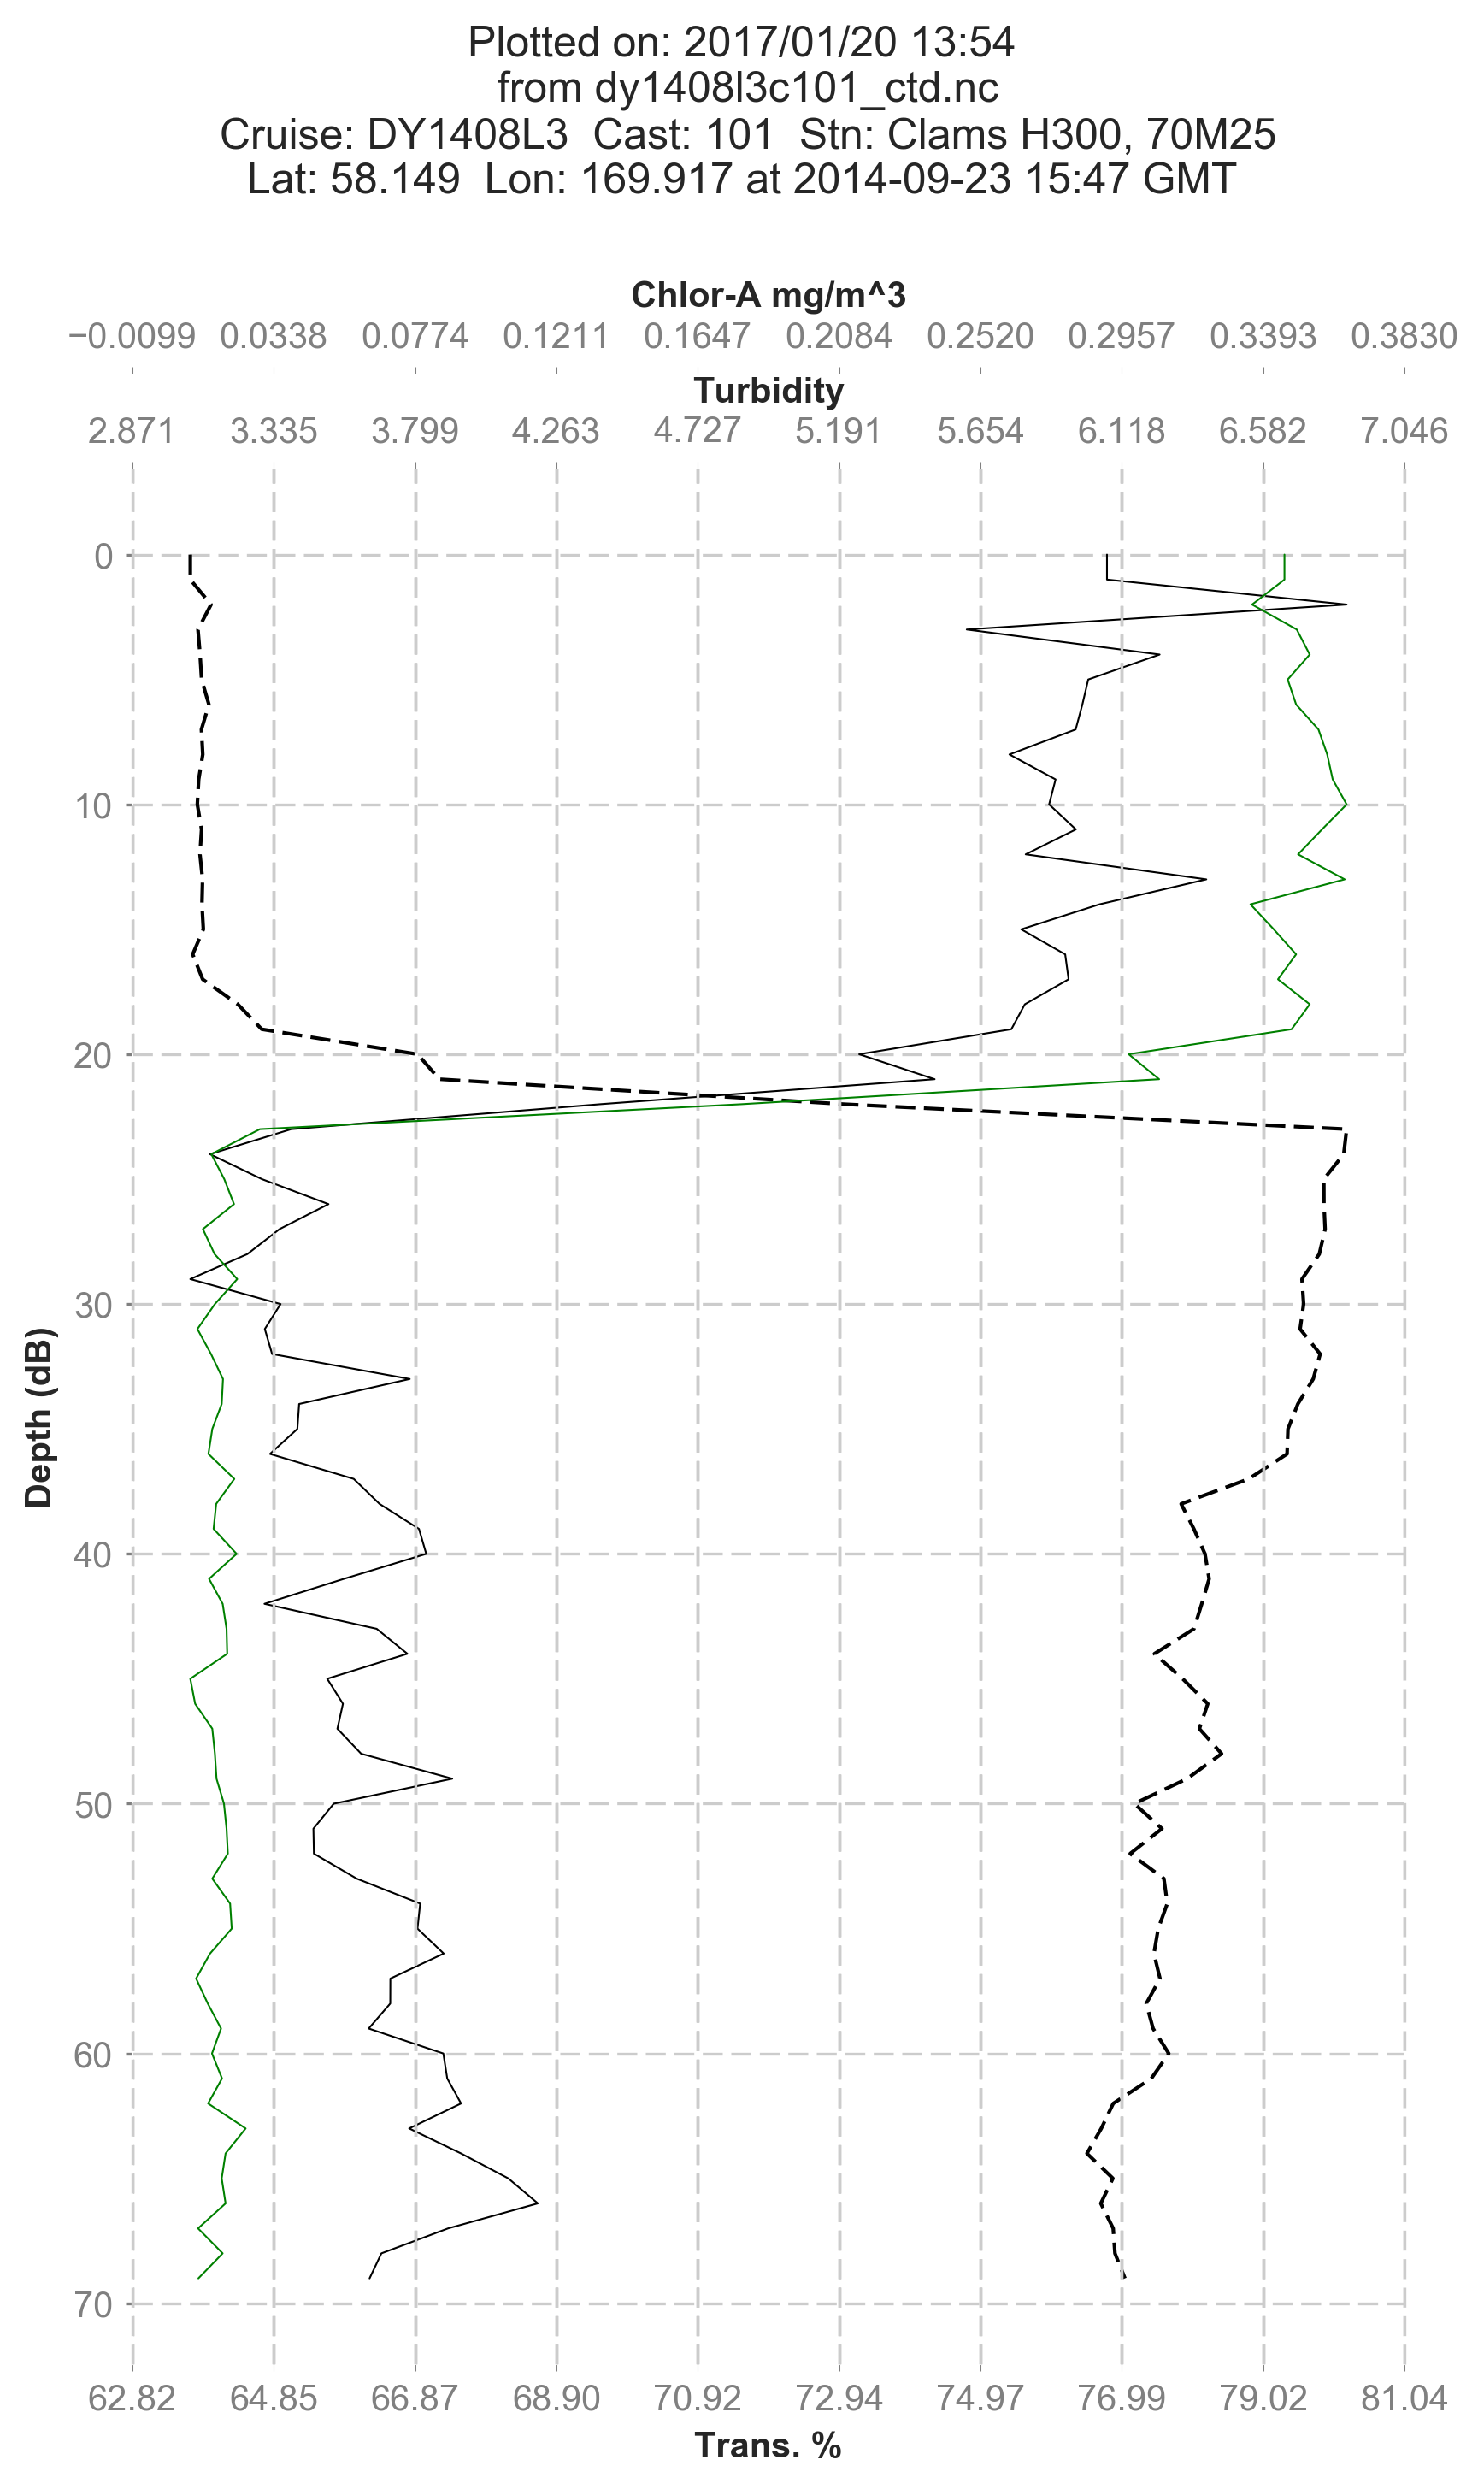 Plotted on: 2017/01/20 13:54
from dy1408l3c101_ctd.nc
Cruise: DY1408L3  Cast: 101  Stn: Clams H300, 70M25
Lat: 58.149  Lon: 169.917 at 2014-09-23 15:47 GMT
Chlor-A mg/m^3
−0.0099 0.0338 0.0774 0.1211 0.1647 0.2084 0.2520 0.2957 0.3393 0.3830
Turbidity
2.871 3.335 3.799 4.263 4.727 5.191 5.654 6.118 6.582 7.046
0
10
20
30
40
50
60
70
Depth (dB)
62.82 64.85 66.87 68.90 70.92 72.94 74.97 76.99 79.02 81.04
Trans. %